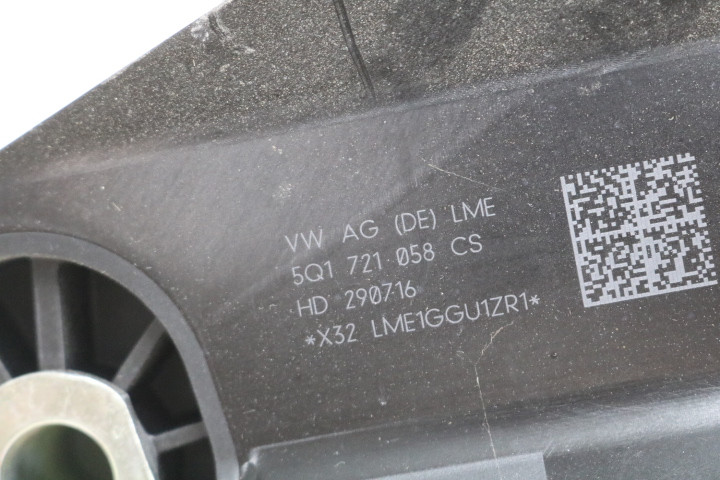 VW AG (DE) LME
5Q1 721 058 CS
HD 290716
*X32 LME1GGU1ZR1*